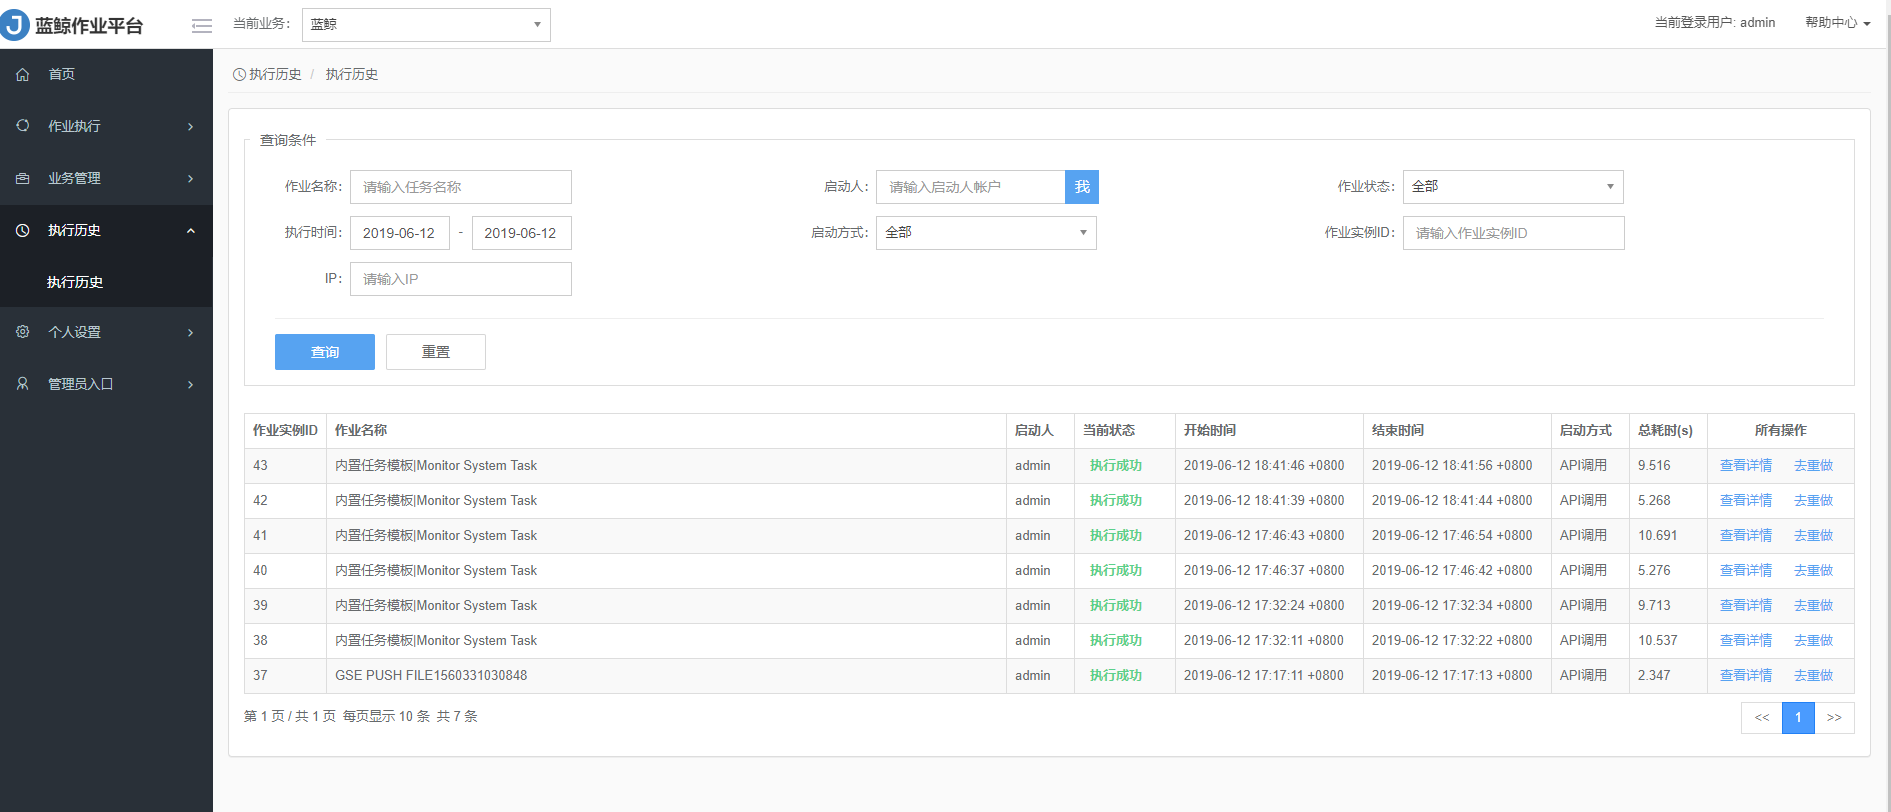 J 蓝鲸作业平台 当前业务: 蓝鲸 当前登录用户: admin 帮助中心
首页
作业执行
业务管理
执行历史
执行历史
个人设置
管理员入口
执行历史 / 执行历史
查询条件
作业名称: 请输入任务名称 启动人: 请输入启动人帐户 我 作业状态: 全部
执行时间: 2019-06-12 - 2019-06-12 启动方式: 全部 作业实例ID: 请输入作业实例ID
IP: 请输入IP
查询 重置
作业实例ID 作业名称 启动人 当前状态 开始时间 结束时间 启动方式 总耗时(s) 所有操作
43 内置任务模板|Monitor System Task admin 执行成功 2019-06-12 18:41:46 +0800 2019-06-12 18:41:56 +0800 API调用 9.516 查看详情 去重做
42 内置任务模板|Monitor System Task admin 执行成功 2019-06-12 18:41:39 +0800 2019-06-12 18:41:44 +0800 API调用 5.268 查看详情 去重做
41 内置任务模板|Monitor System Task admin 执行成功 2019-06-12 17:46:43 +0800 2019-06-12 17:46:54 +0800 API调用 10.691 查看详情 去重做
40 内置任务模板|Monitor System Task admin 执行成功 2019-06-12 17:46:37 +0800 2019-06-12 17:46:42 +0800 API调用 5.276 查看详情 去重做
39 内置任务模板|Monitor System Task admin 执行成功 2019-06-12 17:32:24 +0800 2019-06-12 17:32:34 +0800 API调用 9.713 查看详情 去重做
38 内置任务模板|Monitor System Task admin 执行成功 2019-06-12 17:32:11 +0800 2019-06-12 17:32:22 +0800 API调用 10.537 查看详情 去重做
37 GSE PUSH FILE1560331030848 admin 执行成功 2019-06-12 17:17:11 +0800 2019-06-12 17:17:13 +0800 API调用 2.347 查看详情 去重做
第 1 页 / 共 1 页 每页显示 10 条 共 7 条 << 1 >>